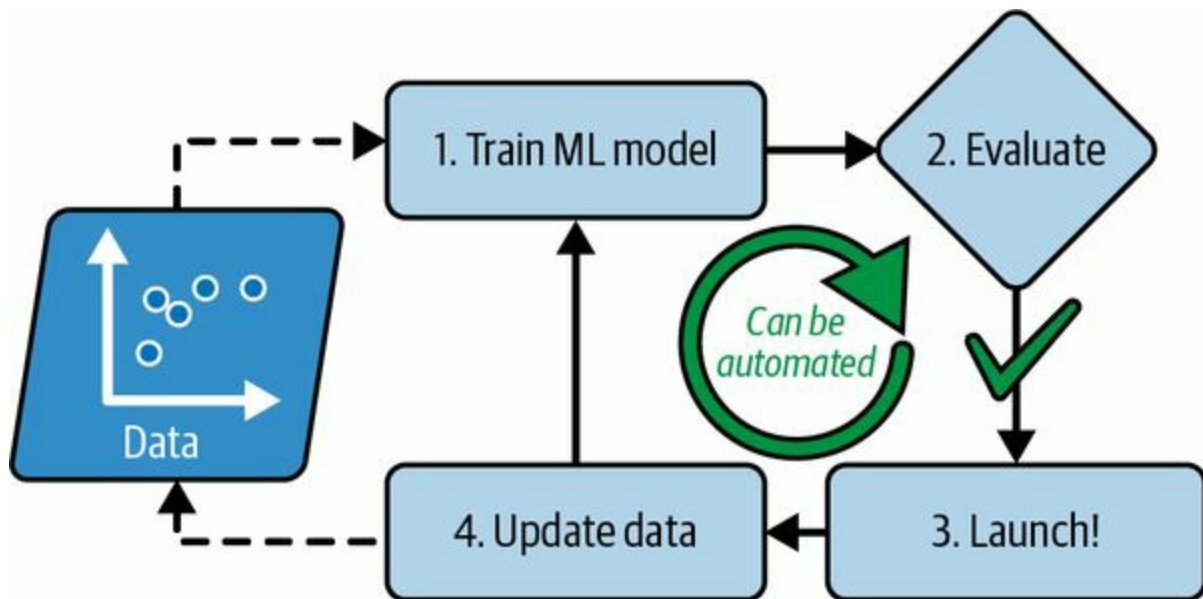 1. Train ML model
2. Evaluate
Can be
automated
Data
4. Update data
3. Launch!